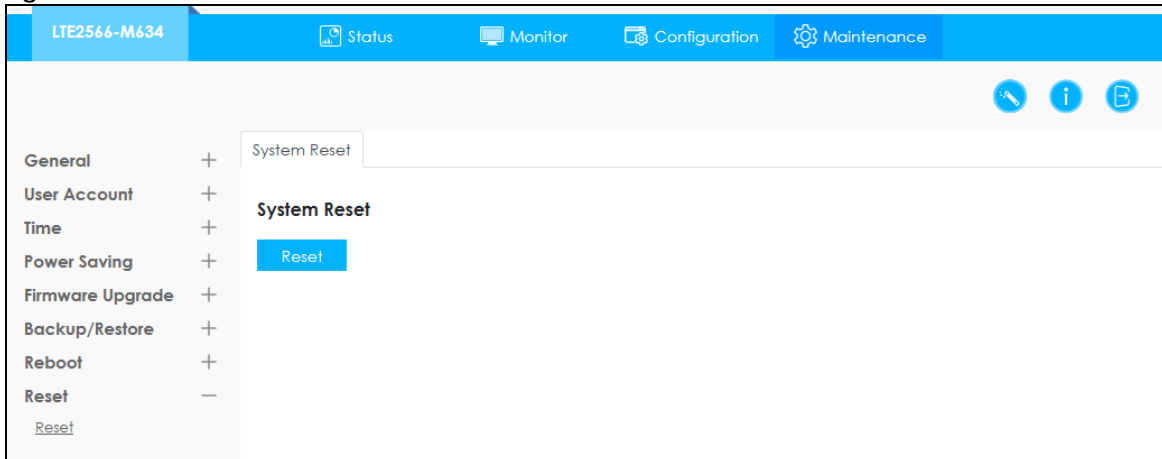 LTE2566-M634
Status
Monitor
Configuration
Maintenance
System Reset
General
User Account
Time
Power Saving
Firmware Upgrade
Backup/Restore
Reboot
Reset
Reset
System Reset
Reset